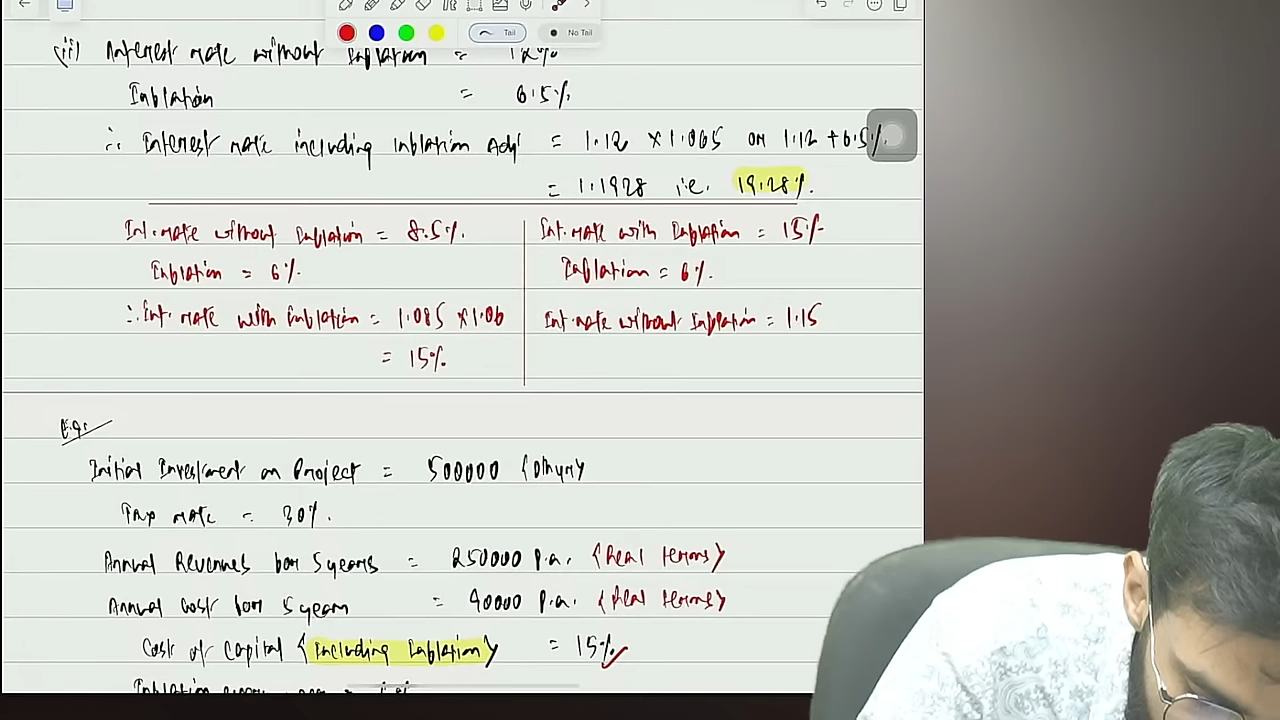 Tail No Tail
(ii) Interest rate without Inflation = 12%
Inflation = 6.5%
∴ Interest rate including inflation Adj = 1.12 × 1.065 or 1.12 + 6.5%
= 1.1928 i.e. 19.28%.
Int. rate without Inflation = 8.5%.
Inflation = 6%.
∴ Int. rate with Inflation = 1.085 × 1.06
= 15%.
Int. rate with Inflation = 15%
Inflation = 6%.
Int. rate without Inflation = 1.15
Eg:
Initial Investment on Project = 500000
Tax rate = 30%.
Annual Revenues for 5 years = 250000 P.a. {Real terms}
Annual Cost for 5 years = 90000 P.a. {Real terms}
Cost of Capital {Including Inflation} = 15%